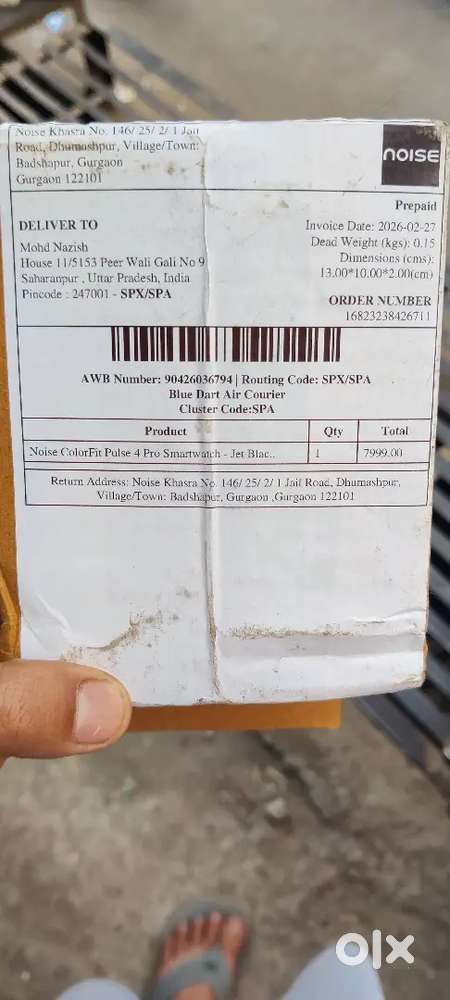 Noise Khasra No. 146/ 25/ 2/ 1 Jail
Road, Dhumashpur, Village/Town:
Badshapur, Gurgaon
Gurgaon 122101
noise
Prepaid
DELIVER TO
Invoice Date: 2026-02-27
Mohd Nazish
Dead Weight (kgs): 0.15
House 11/5153 Peer Wali Gali No 9
Dimensions (cms):
Saharanpur , Uttar Pradesh, India
13.00*10.00*2.00(cm)
Pincode : 247001 - SPX/SPA
ORDER NUMBER
16823238426711
AWB Number: 90426036794 | Routing Code: SPX/SPA
Blue Dart Air Courier
Cluster Code:SPA
Product Qty Total
Noise ColorFit Pulse 4 Pro Smartwatch - Jet Blac.. 1 7999.00
Return Address: Noise Khasra No. 146/ 25/ 2/ 1 Jail Road, Dhumashpur,
Village/Town: Badshapur, Gurgaon ,Gurgaon 122101
olx